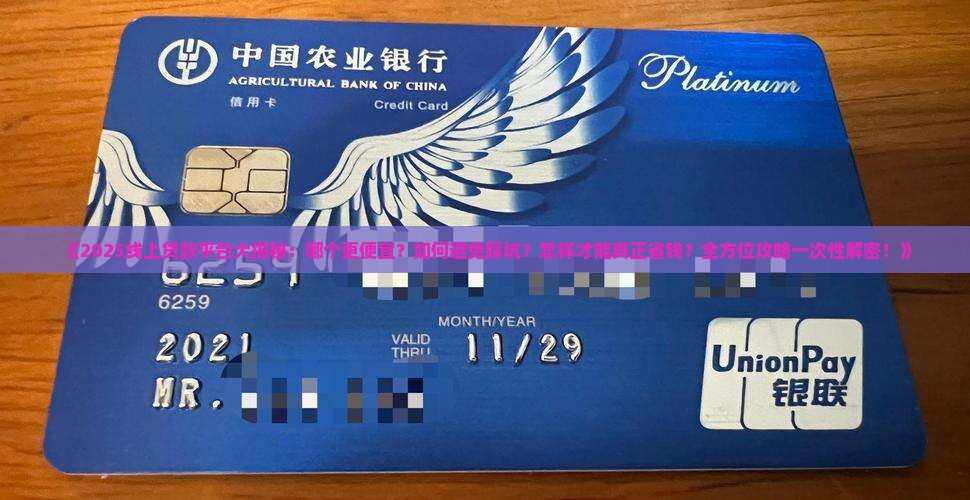 中国农业银行
AGRICULTURAL BANK OF CHINA
信用卡
Credit Card
Platinum
《2025线上贷款平台大揭秘：哪个更便宜？如何避免踩坑？怎样才能真正省钱？全方位攻略一次性解密！》
6259
6259
MONTH/YEAR
2021
VALID THRU
11/29
MR.
UnionPay
银联